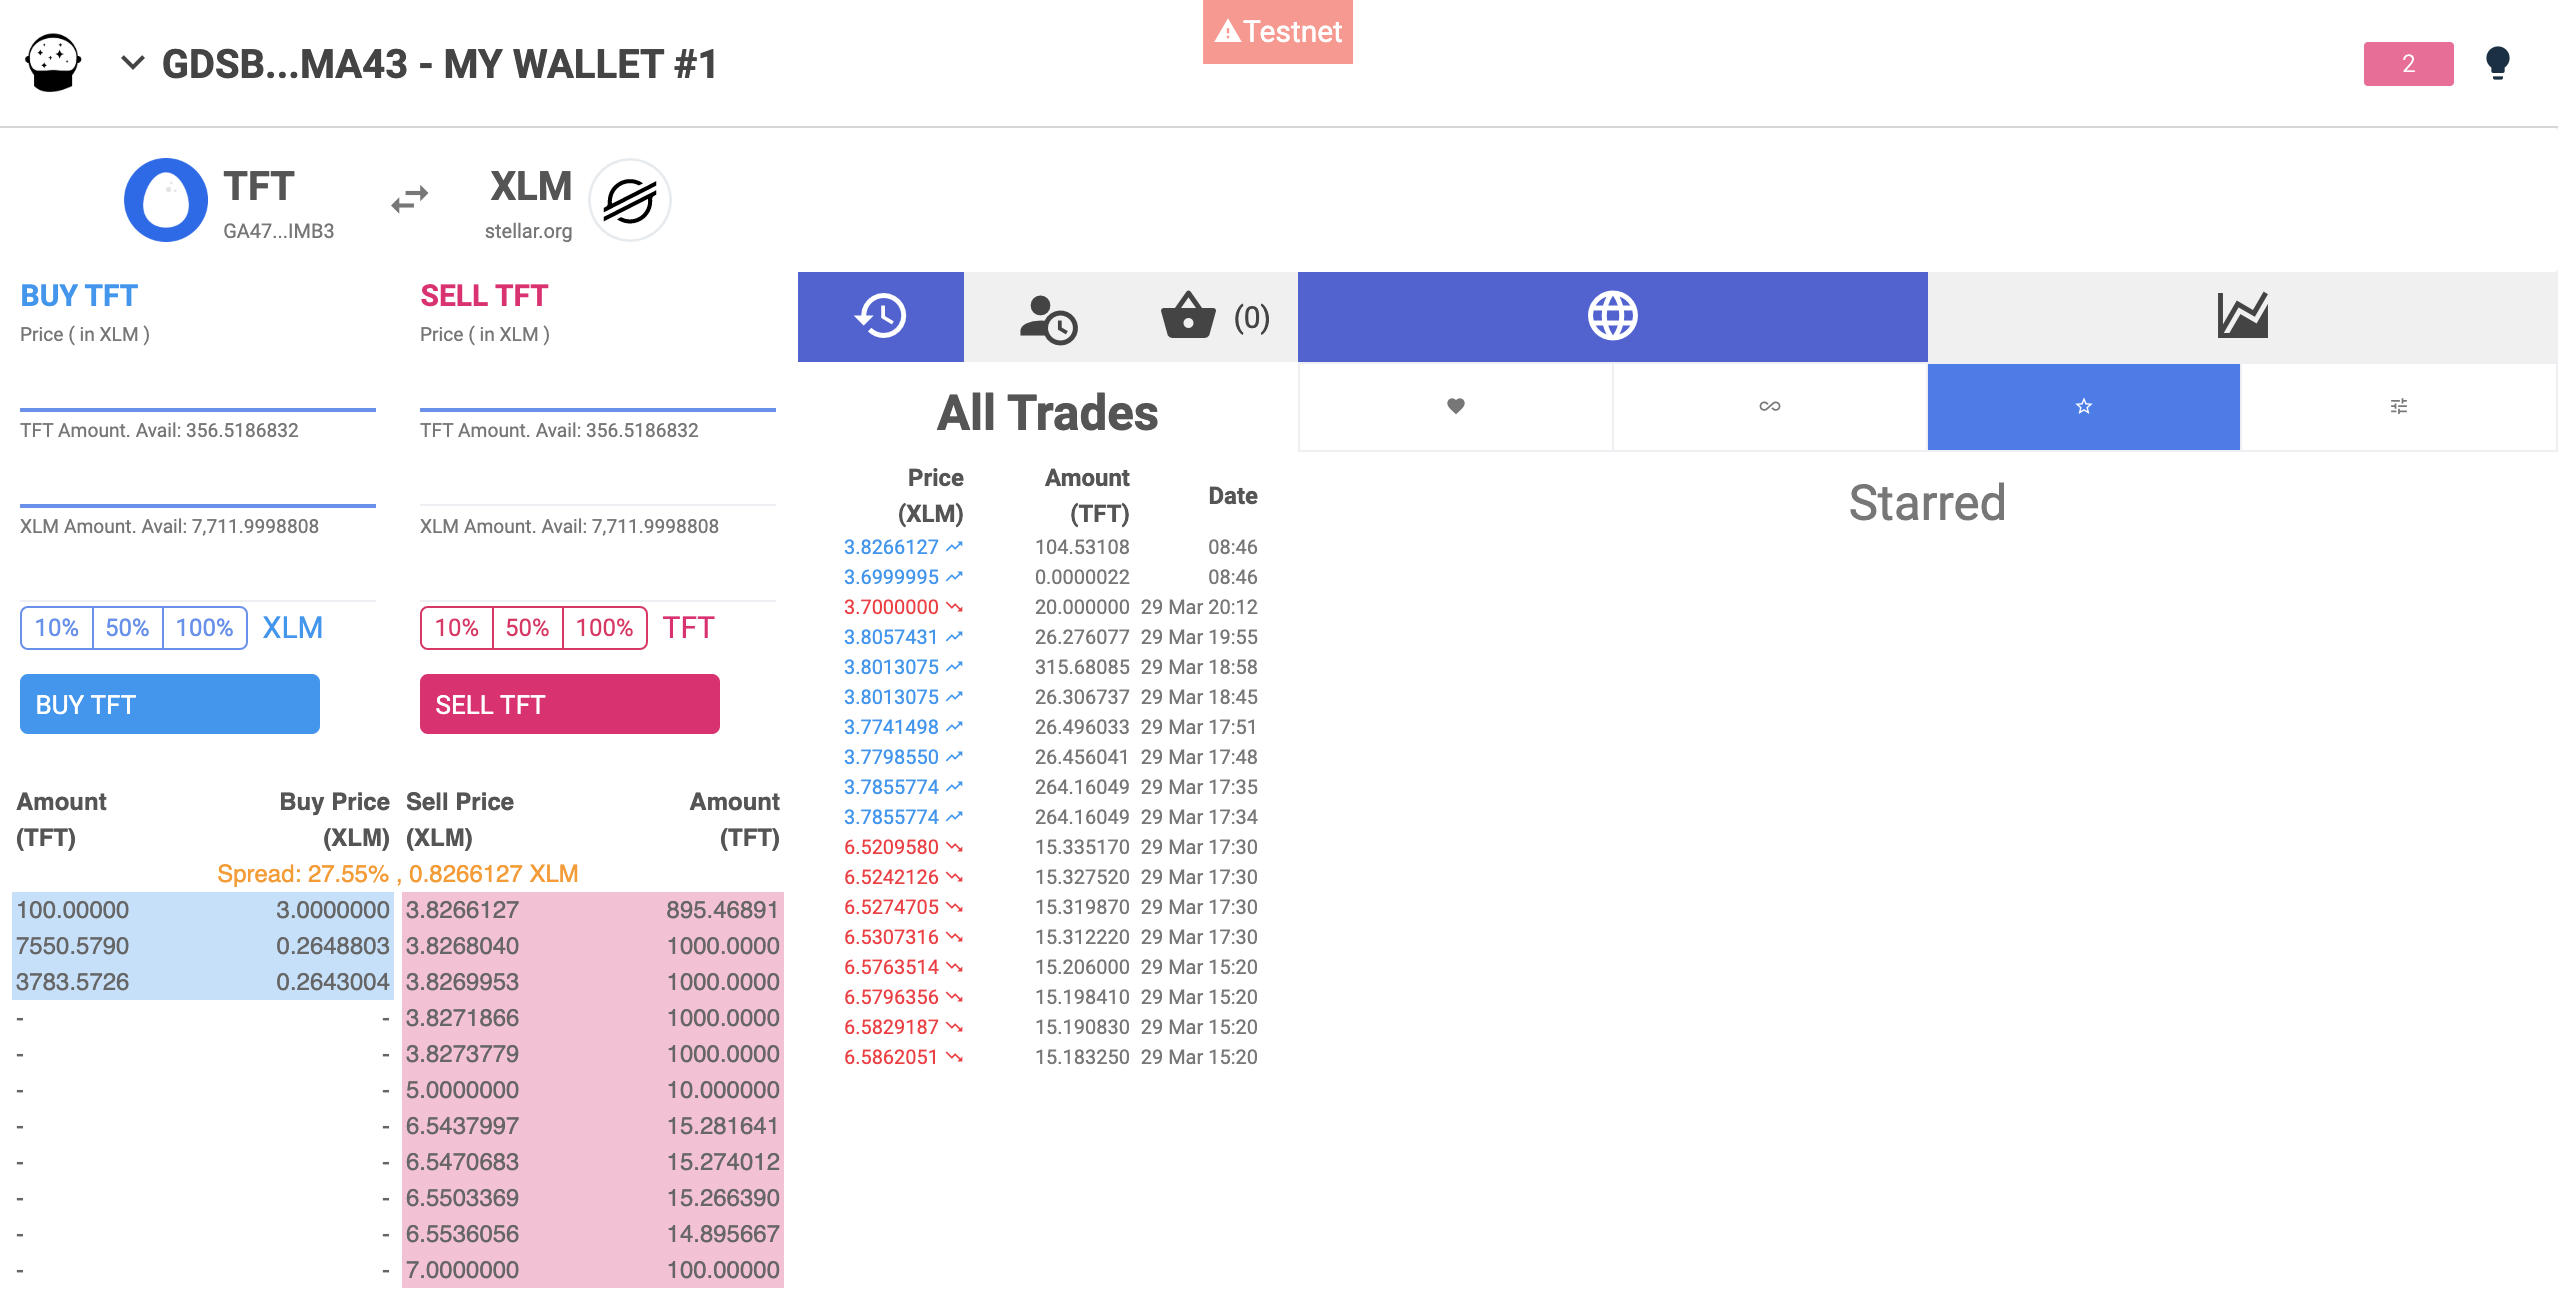 Testnet
GDSB...MA43 - MY WALLET #1
2
TFT
GA47...IMB3
XLM
stellar.org
BUY TFT
Price ( in XLM )
TFT Amount. Avail: 356.5186832
XLM Amount. Avail: 7,711.9998808
10% 50% 100% XLM
BUY TFT
SELL TFT
Price ( in XLM )
TFT Amount. Avail: 356.5186832
XLM Amount. Avail: 7,711.9998808
10% 50% 100% TFT
SELL TFT
Amount (TFT) Buy Price (XLM) Sell Price (XLM) Amount (TFT)
Spread: 27.55% , 0.8266127 XLM
100.00000 3.0000000 3.8266127 895.46891
7550.5790 0.2648803 3.8268040 1000.0000
3783.5726 0.2643004 3.8269953 1000.0000
- - 3.8271866 1000.0000
- - 3.8273779 1000.0000
- - 5.0000000 10.000000
- - 6.5437997 15.281641
- - 6.5470683 15.274012
- - 6.5503369 15.266390
- - 6.5536056 14.895667
- - 7.0000000 100.00000
(0)
All Trades
Price (XLM) Amount (TFT) Date
3.8266127 104.53108 08:46
3.6999995 0.0000022 08:46
3.7000000 20.000000 29 Mar 20:12
3.8057431 26.276077 29 Mar 19:55
3.8013075 315.68085 29 Mar 18:58
3.8013075 26.306737 29 Mar 18:45
3.7741498 26.496033 29 Mar 17:51
3.7798550 26.456041 29 Mar 17:48
3.7855774 264.16049 29 Mar 17:35
3.7855774 264.16049 29 Mar 17:34
6.5209580 15.335170 29 Mar 17:30
6.5242126 15.327520 29 Mar 17:30
6.5274705 15.319870 29 Mar 17:30
6.5307316 15.312220 29 Mar 17:30
6.5763514 15.206000 29 Mar 15:20
6.5796356 15.198410 29 Mar 15:20
6.5829187 15.190830 29 Mar 15:20
6.5862051 15.183250 29 Mar 15:20
Starred